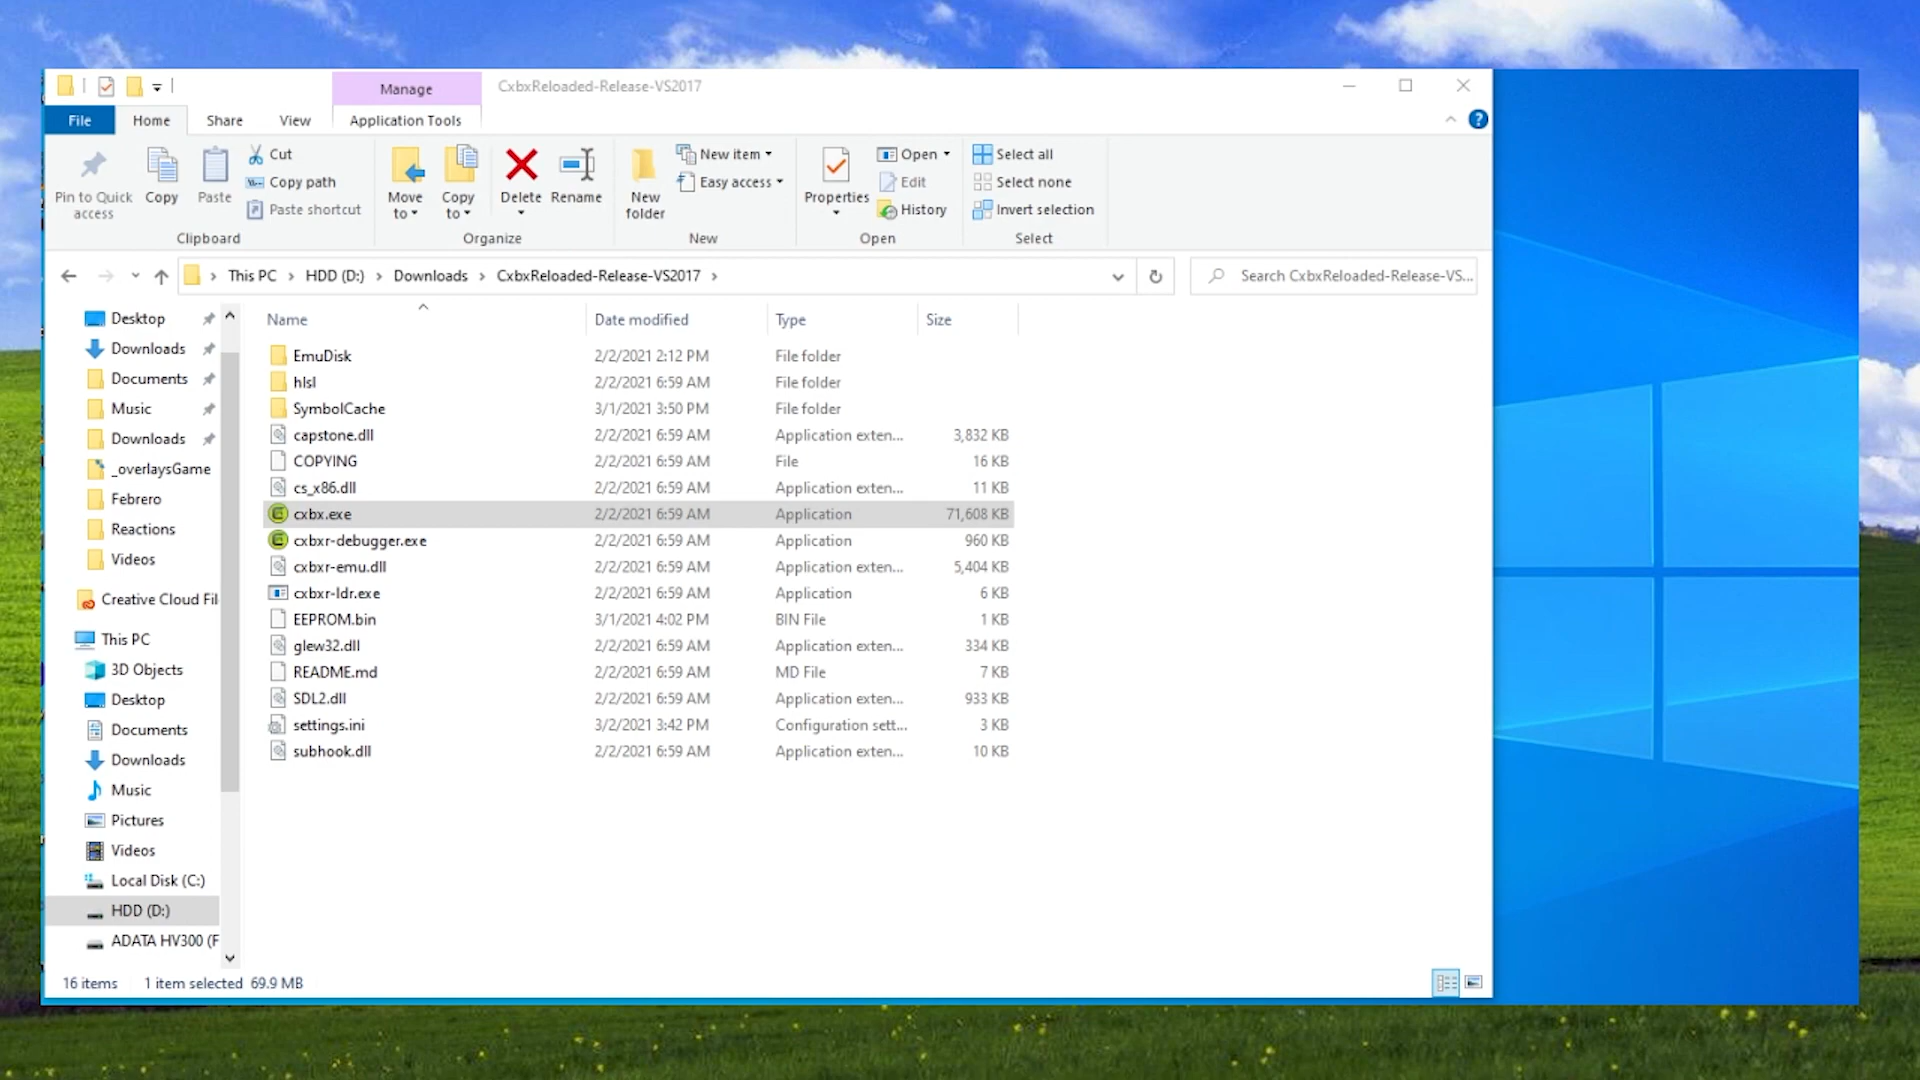 Manage
CxbxReloaded-Release-VS2017
File
Home
Share
View
Application Tools
Pin to Quick access
Copy
Paste
Cut
Copy path
Paste shortcut
Clipboard
Move to
Copy to
Delete
Rename
Organize
New folder
New item
Easy access
New
Properties
Open
Edit
History
Open
Select all
Select none
Invert selection
Select
This PC > HDD (D:) > Downloads > CxbxReloaded-Release-VS2017 >
Search CxbxReloaded-Release-VS...
Desktop
Downloads
Documents
Music
Downloads
_overlaysGame
Febrero
Reactions
Videos
Creative Cloud Fil
This PC
3D Objects
Desktop
Documents
Downloads
Music
Pictures
Videos
Local Disk (C:)
HDD (D:)
ADATA HV300 (F
Name Date modified Type Size
EmuDisk 2/2/2021 2:12 PM File folder
hlsl 2/2/2021 6:59 AM File folder
SymbolCache 3/1/2021 3:50 PM File folder
capstone.dll 2/2/2021 6:59 AM Application exten... 3,832 KB
COPYING 2/2/2021 6:59 AM File 16 KB
cs_x86.dll 2/2/2021 6:59 AM Application exten... 11 KB
cxbx.exe 2/2/2021 6:59 AM Application 71,608 KB
cxbxr-debugger.exe 2/2/2021 6:59 AM Application 960 KB
cxbxr-emu.dll 2/2/2021 6:59 AM Application exten... 5,404 KB
cxbxr-ldr.exe 2/2/2021 6:59 AM Application 6 KB
EEPROM.bin 3/1/2021 4:02 PM BIN File 1 KB
glew32.dll 2/2/2021 6:59 AM Application exten... 334 KB
README.md 2/2/2021 6:59 AM MD File 7 KB
SDL2.dll 2/2/2021 6:59 AM Application exten... 933 KB
settings.ini 3/2/2021 3:42 PM Configuration sett... 3 KB
subhook.dll 2/2/2021 6:59 AM Application exten... 10 KB
16 items 1 item selected 69.9 MB